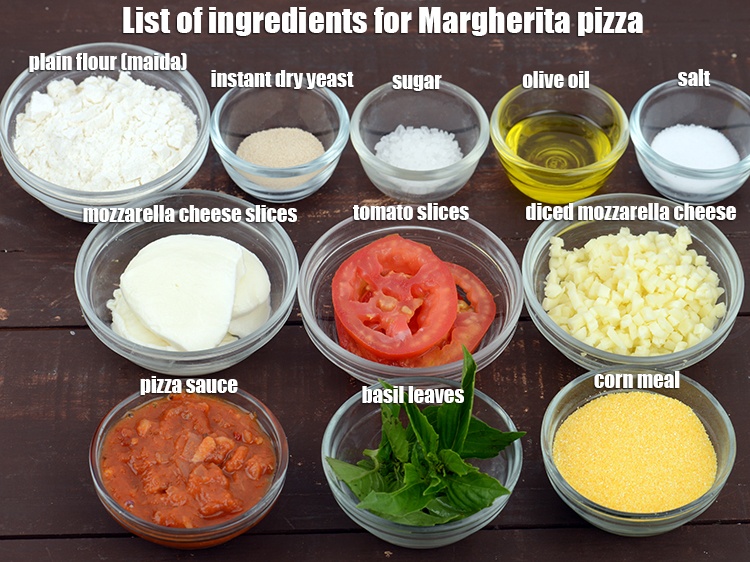 List of ingredients for Margherita pizza
plain flour (maida)
instant dry yeast
sugar
olive oil
salt
mozzarella cheese slices
tomato slices
diced mozzarella cheese
pizza sauce
basil leaves
corn meal